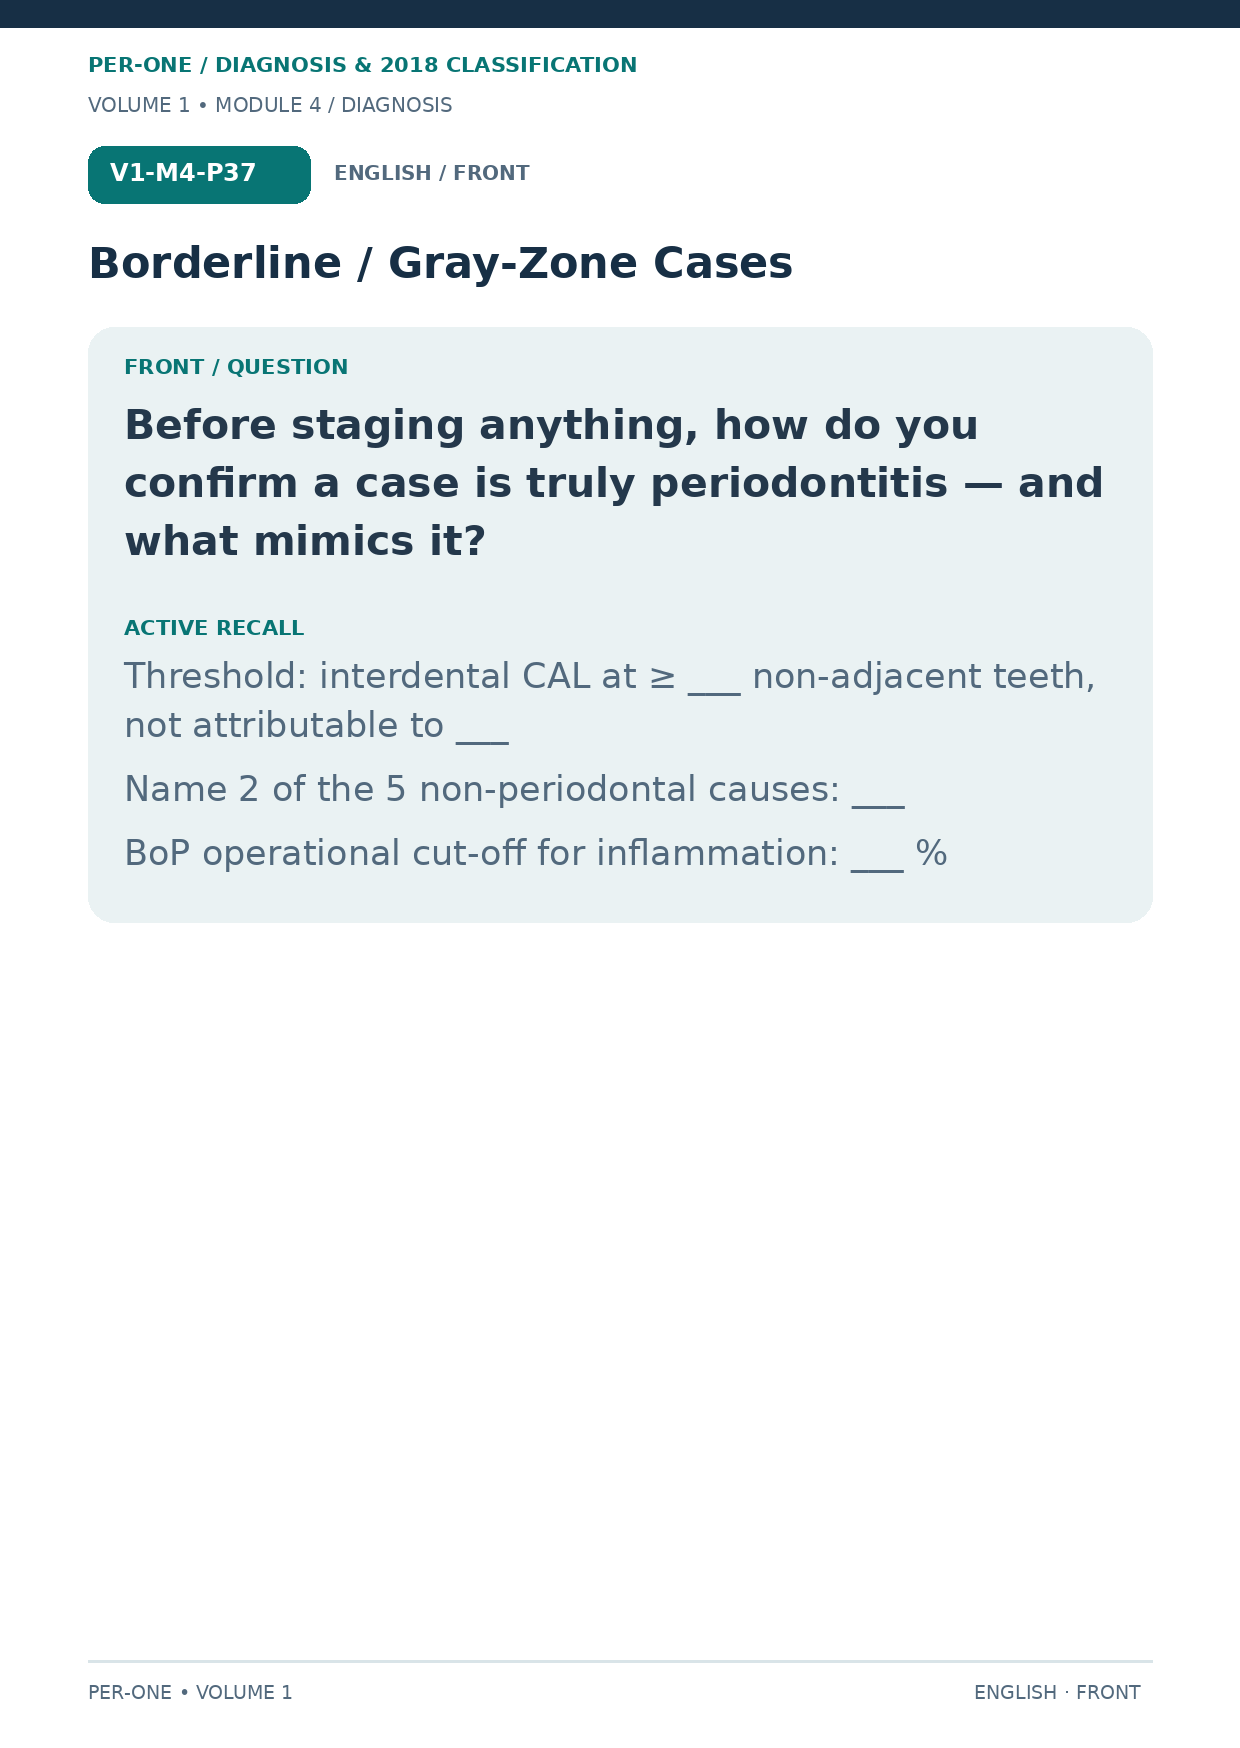 PER-ONE / DIAGNOSIS & 2018 CLASSIFICATION
VOLUME 1 • MODULE 4 / DIAGNOSIS
V1-M4-P37
ENGLISH / FRONT
Borderline / Gray-Zone Cases
FRONT / QUESTION
Before staging anything, how do you
confirm a case is truly periodontitis — and
what mimics it?
ACTIVE RECALL
Threshold: interdental CAL at ≥ ___ non-adjacent teeth,
not attributable to ___
Name 2 of the 5 non-periodontal causes: ___
BoP operational cut-off for inflammation: ___ %
PER-ONE • VOLUME 1
ENGLISH · FRONT